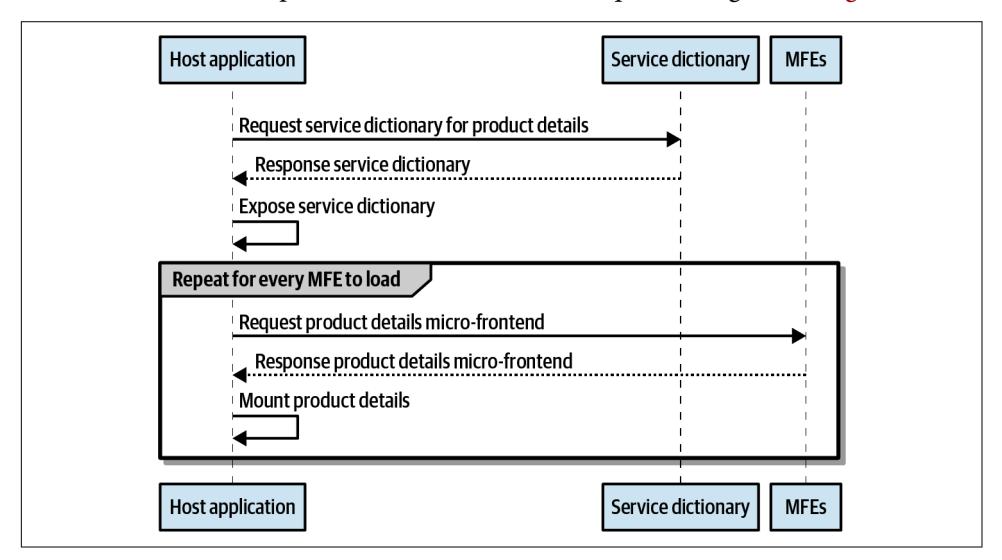 Host application
Service dictionary
MFEs
Request service dictionary for product details
Response service dictionary
Expose service dictionary
Repeat for every MFE to load
Request product details micro-frontend
Response product details micro-frontend
Mount product details
Host application
Service dictionary
MFEs